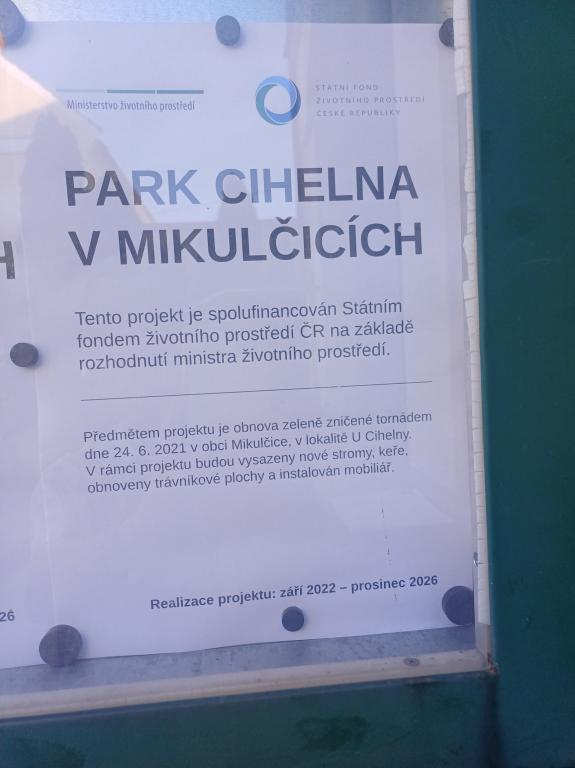 Ministerstvo životního prostředí
STÁTNÍ FOND
ŽIVOTNÍHO PROSTŘEDÍ
ČESKÉ REPUBLIKY
PARK CIHELNA
V MIKULČICÍCH
H
Tento projekt je spolufinancován Státním
fondem životního prostředí ČR na základě
rozhodnutí ministra životního prostředí.
Předmětem projektu je obnova zeleně zničené tornádem
dne 24. 6. 2021 v obci Mikulčice, v lokalitě U Cihelny.
V rámci projektu budou vysazeny nové stromy, keře,
obnoveny trávníkové plochy a instalován mobiliář.
Realizace projektu: září 2022 – prosinec 2026
26